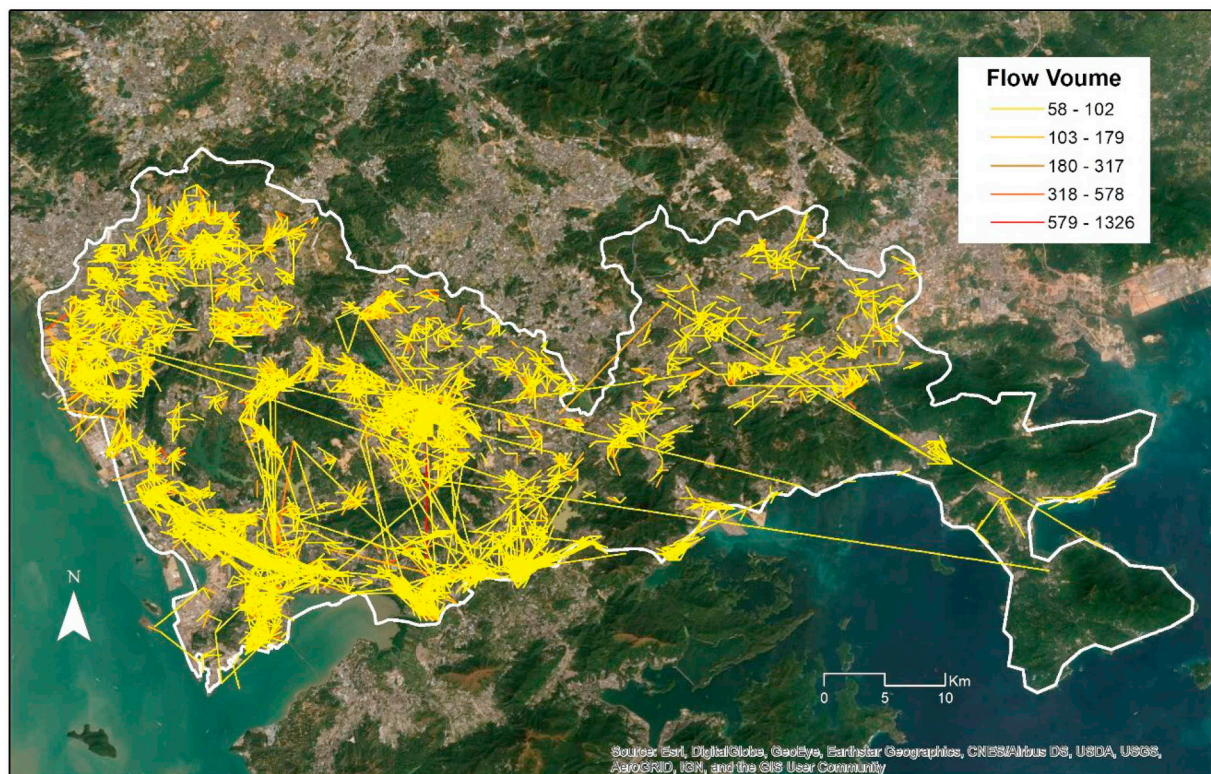 Flow Voume
58 - 102
103 - 179
180 - 317
318 - 578
579 - 1326
N
Km
0 5 10
Source: Esri, DigitalGlobe, GeoEye, Earthstar Geographics, CNES/Airbus DS, USDA, USGS,
AeroGRID, IGN, and the GIS User Community